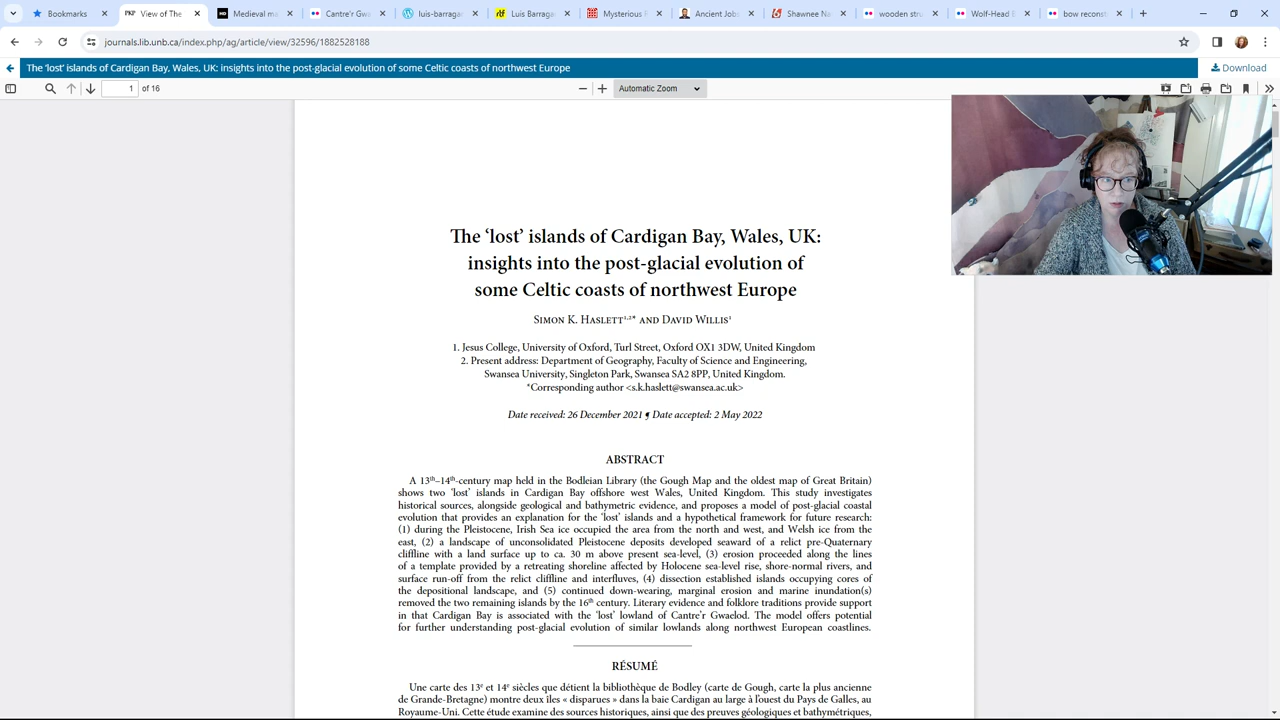 Bookmarks
View of The
Medieval ma
Cantre'r Gwa
luis-barragan
Luis Barraga
Mysterious
Ancient Jobs
Shawnee Na
wooden stru
Wolf-Head
bow reconst
journals.lib.unb.ca/index.php/ag/article/view/32596/1882528188
The 'lost' islands of Cardigan Bay, Wales, UK: insights into the post-glacial evolution of some Celtic coasts of northwest Europe
Download
1 of 16
Automatic Zoom
The ‘lost’ islands of Cardigan Bay, Wales, UK:
insights into the post-glacial evolution of
some Celtic coasts of northwest Europe
Simon K. Haslett1,2* and David Willis1
1. Jesus College, University of Oxford, Turl Street, Oxford OX1 3DW, United Kingdom
2. Present address: Department of Geography, Faculty of Science and Engineering,
Swansea University, Singleton Park, Swansea SA2 8PP, United Kingdom.
*Corresponding author <s.k.haslett@swansea.ac.uk>
Date received: 26 December 2021 ¶ Date accepted: 2 May 2022
ABSTRACT
A 13th–14th-century map held in the Bodleian Library (the Gough Map and the oldest map of Great Britain)
shows two ‘lost’ islands in Cardigan Bay offshore west Wales, United Kingdom. This study investigates
historical sources, alongside geological and bathymetric evidence, and proposes a model of post-glacial coastal
evolution that provides an explanation for the ‘lost’ islands and a hypothetical framework for future research:
(1) during the Pleistocene, Irish Sea ice occupied the area from the north and west, and Welsh ice from the
east, (2) a landscape of unconsolidated Pleistocene deposits developed seaward of a relict pre-Quaternary
cliffline with a land surface up to ca. 30 m above present sea-level, (3) erosion proceeded along the lines
of a template provided by a retreating shoreline affected by Holocene sea-level rise, shore-normal rivers, and
surface run-off from the relict cliffline and interfluves, (4) dissection established islands occupying cores of
the depositional landscape, and (5) continued down-wearing, marginal erosion and marine inundation(s)
removed the two remaining islands by the 16th century. Literary evidence and folklore traditions provide support
in that Cardigan Bay is associated with the ‘lost’ lowland of Cantre’r Gwaelod. The model offers potential
for further understanding post-glacial evolution of similar lowlands along northwest European coastlines.
RÉSUMÉ
Une carte des 13e et 14e siècles que détient la bibliothèque de Bodley (carte de Gough, carte la plus ancienne
de Grande-Bretagne) montre deux îles « disparues » dans la baie Cardigan au large à l’ouest du Pays de Galles, au
Royaume-Uni. Cette étude examine des sources historiques, ainsi que des preuves géologiques et bathymétriques,